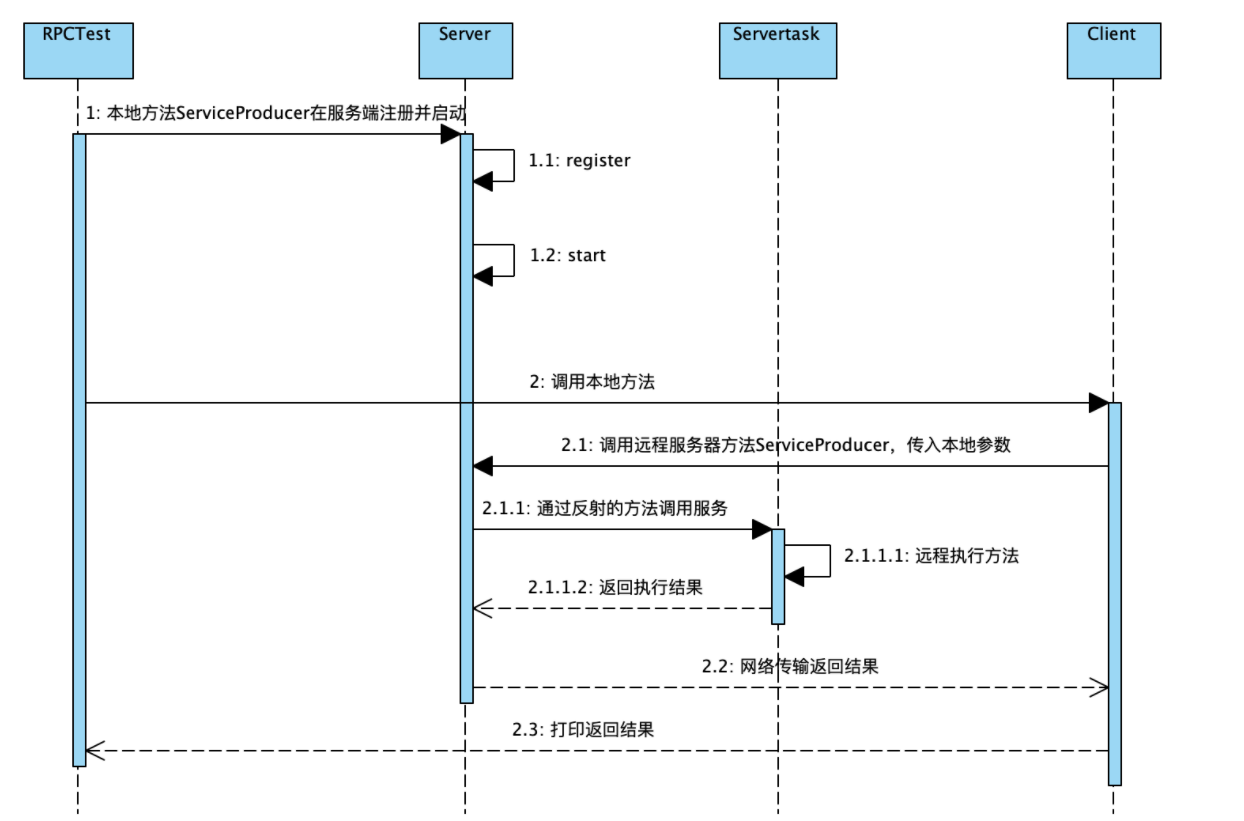 RPCTest
Server
Servertask
Client
1: 本地方法ServiceProducer在服务端注册并启动
1.1: register
1.2: start
2: 调用本地方法
2.1: 调用远程服务器方法ServiceProducer，传入本地参数
2.1.1: 通过反射的方法调用服务
2.1.1.1: 远程执行方法
2.1.1.2: 返回执行结果
2.2: 网络传输返回结果
2.3: 打印返回结果